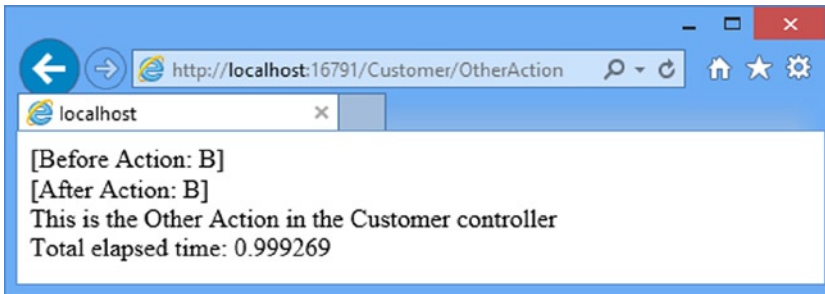 http://localhost:16791/Customer/OtherAction
localhost
[Before Action: B]
[After Action: B]
This is the Other Action in the Customer controller
Total elapsed time: 0.999269